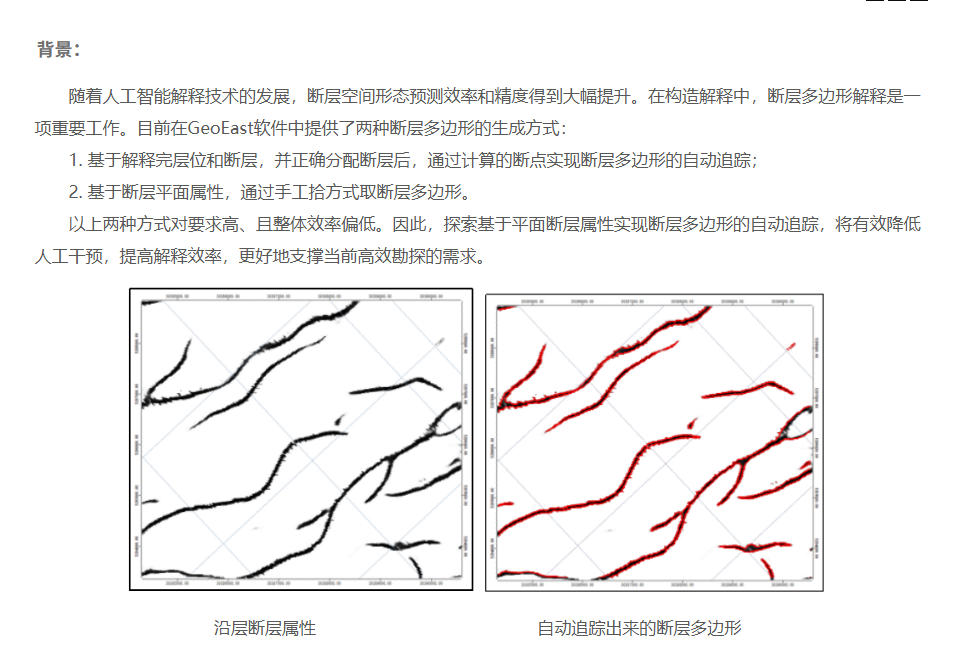 背景：
随着人工智能解释技术的发展，断层空间形态预测效率和精度得到大幅提升。在构造解释中，断层多边形解释是一
项重要工作。目前在GeoEast软件中提供了两种断层多边形的生成方式：
1. 基于解释完层位和断层，并正确分配断层后，通过计算的断点实现断层多边形的自动追踪；
2. 基于断层平面属性，通过手工拾方式取断层多边形。
以上两种方式对要求高、且整体效率偏低。因此，探索基于平面断层属性实现断层多边形的自动追踪，将有效降低
人工干预，提高解释效率，更好地支撑当前高效勘探的需求。
沿层断层属性
自动追踪出来的断层多边形